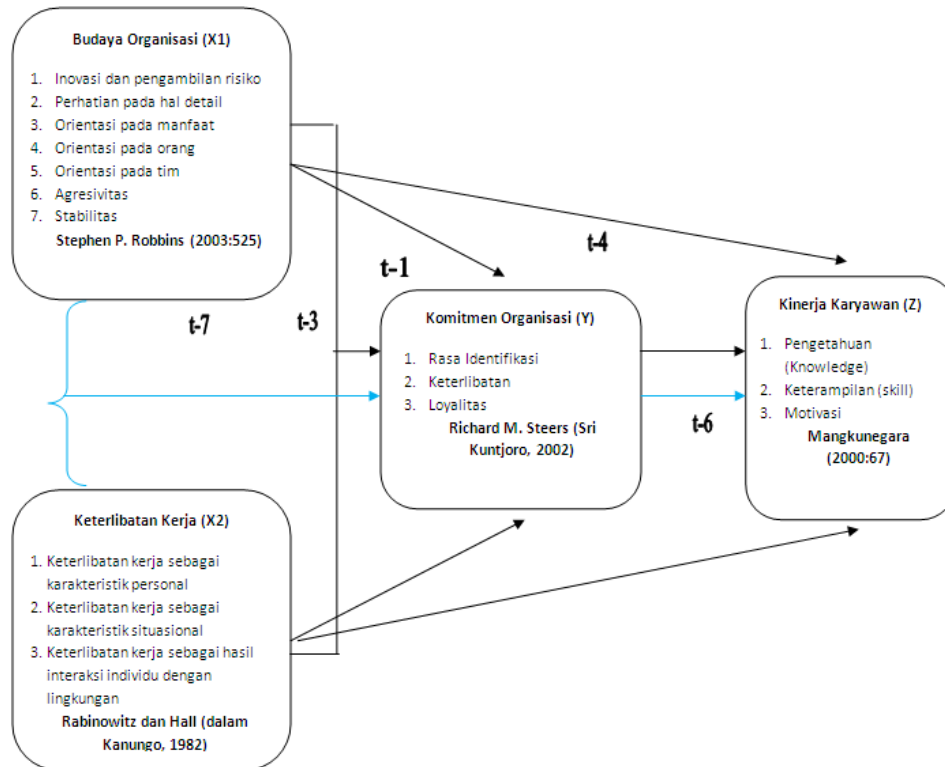 Budaya Organisasi (X1)
1. Inovasi dan pengambilan risiko
2. Perhatian pada hal detail
3. Orientasi pada manfaat
4. Orientasi pada orang
5. Orientasi pada tim
6. Agresivitas
7. Stabilitas
Stephen P. Robbins (2003:525)
t-4
t-1
t-7
t-3
Komitmen Organisasi (Y)
1. Rasa Identifikasi
2. Keterlibatan
3. Loyalitas
Richard M. Steers (Sri
Kuntjoro, 2002)
t-6
Kinerja Karyawan (Z)
1. Pengetahuan
(Knowledge)
2. Keterampilan (skill)
3. Motivasi
Mangkunegara
(2000:67)
Keterlibatan Kerja (X2)
1. Keterlibatan kerja sebagai
karakteristik personal
2. Keterlibatan kerja sebagai
karakteristik situasional
3. Keterlibatan kerja sebagai hasil
interaksi individu dengan
lingkungan
Rabinowitz dan Hall (dalam
Kanungo, 1982)